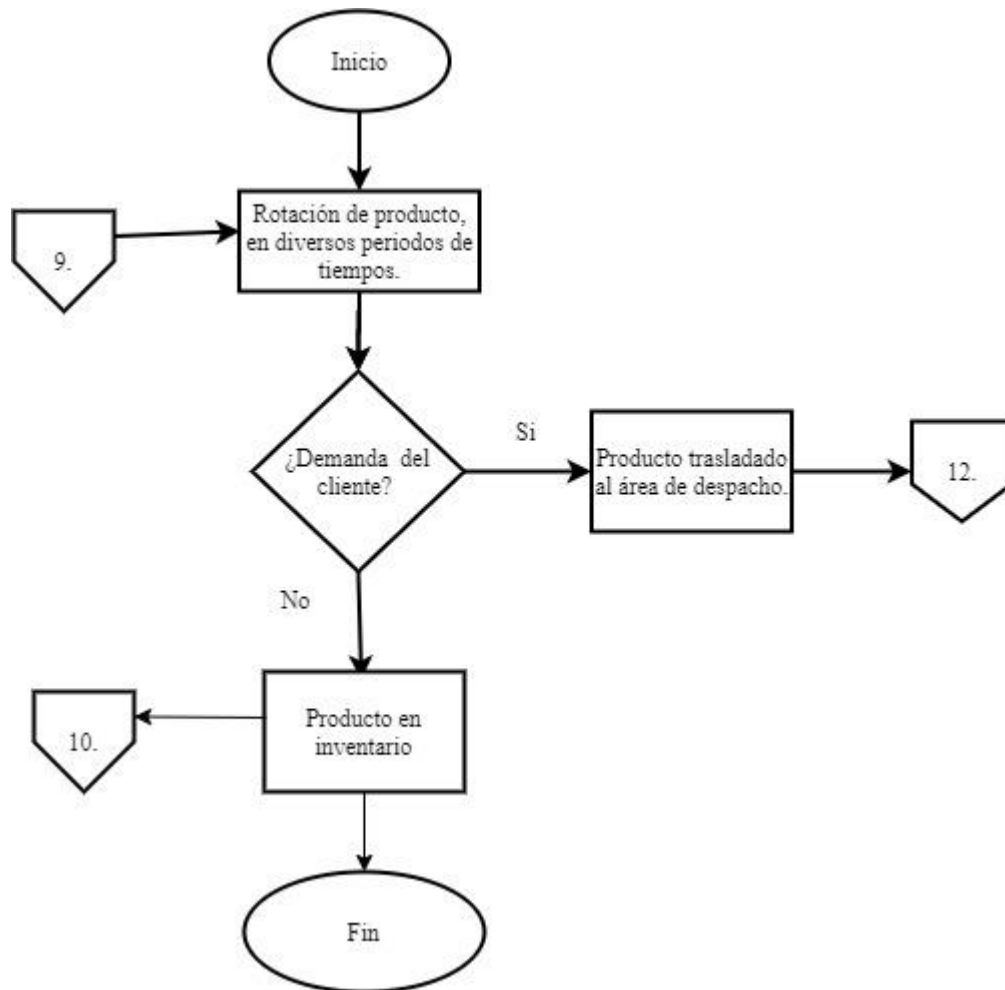 Inicio
Rotación de producto,
en diversos periodos de
tiempos.
9.
¿Demanda del
cliente?
Si
Producto trasladado
al área de despacho.
12.
No
Producto en
inventario
10.
Fin